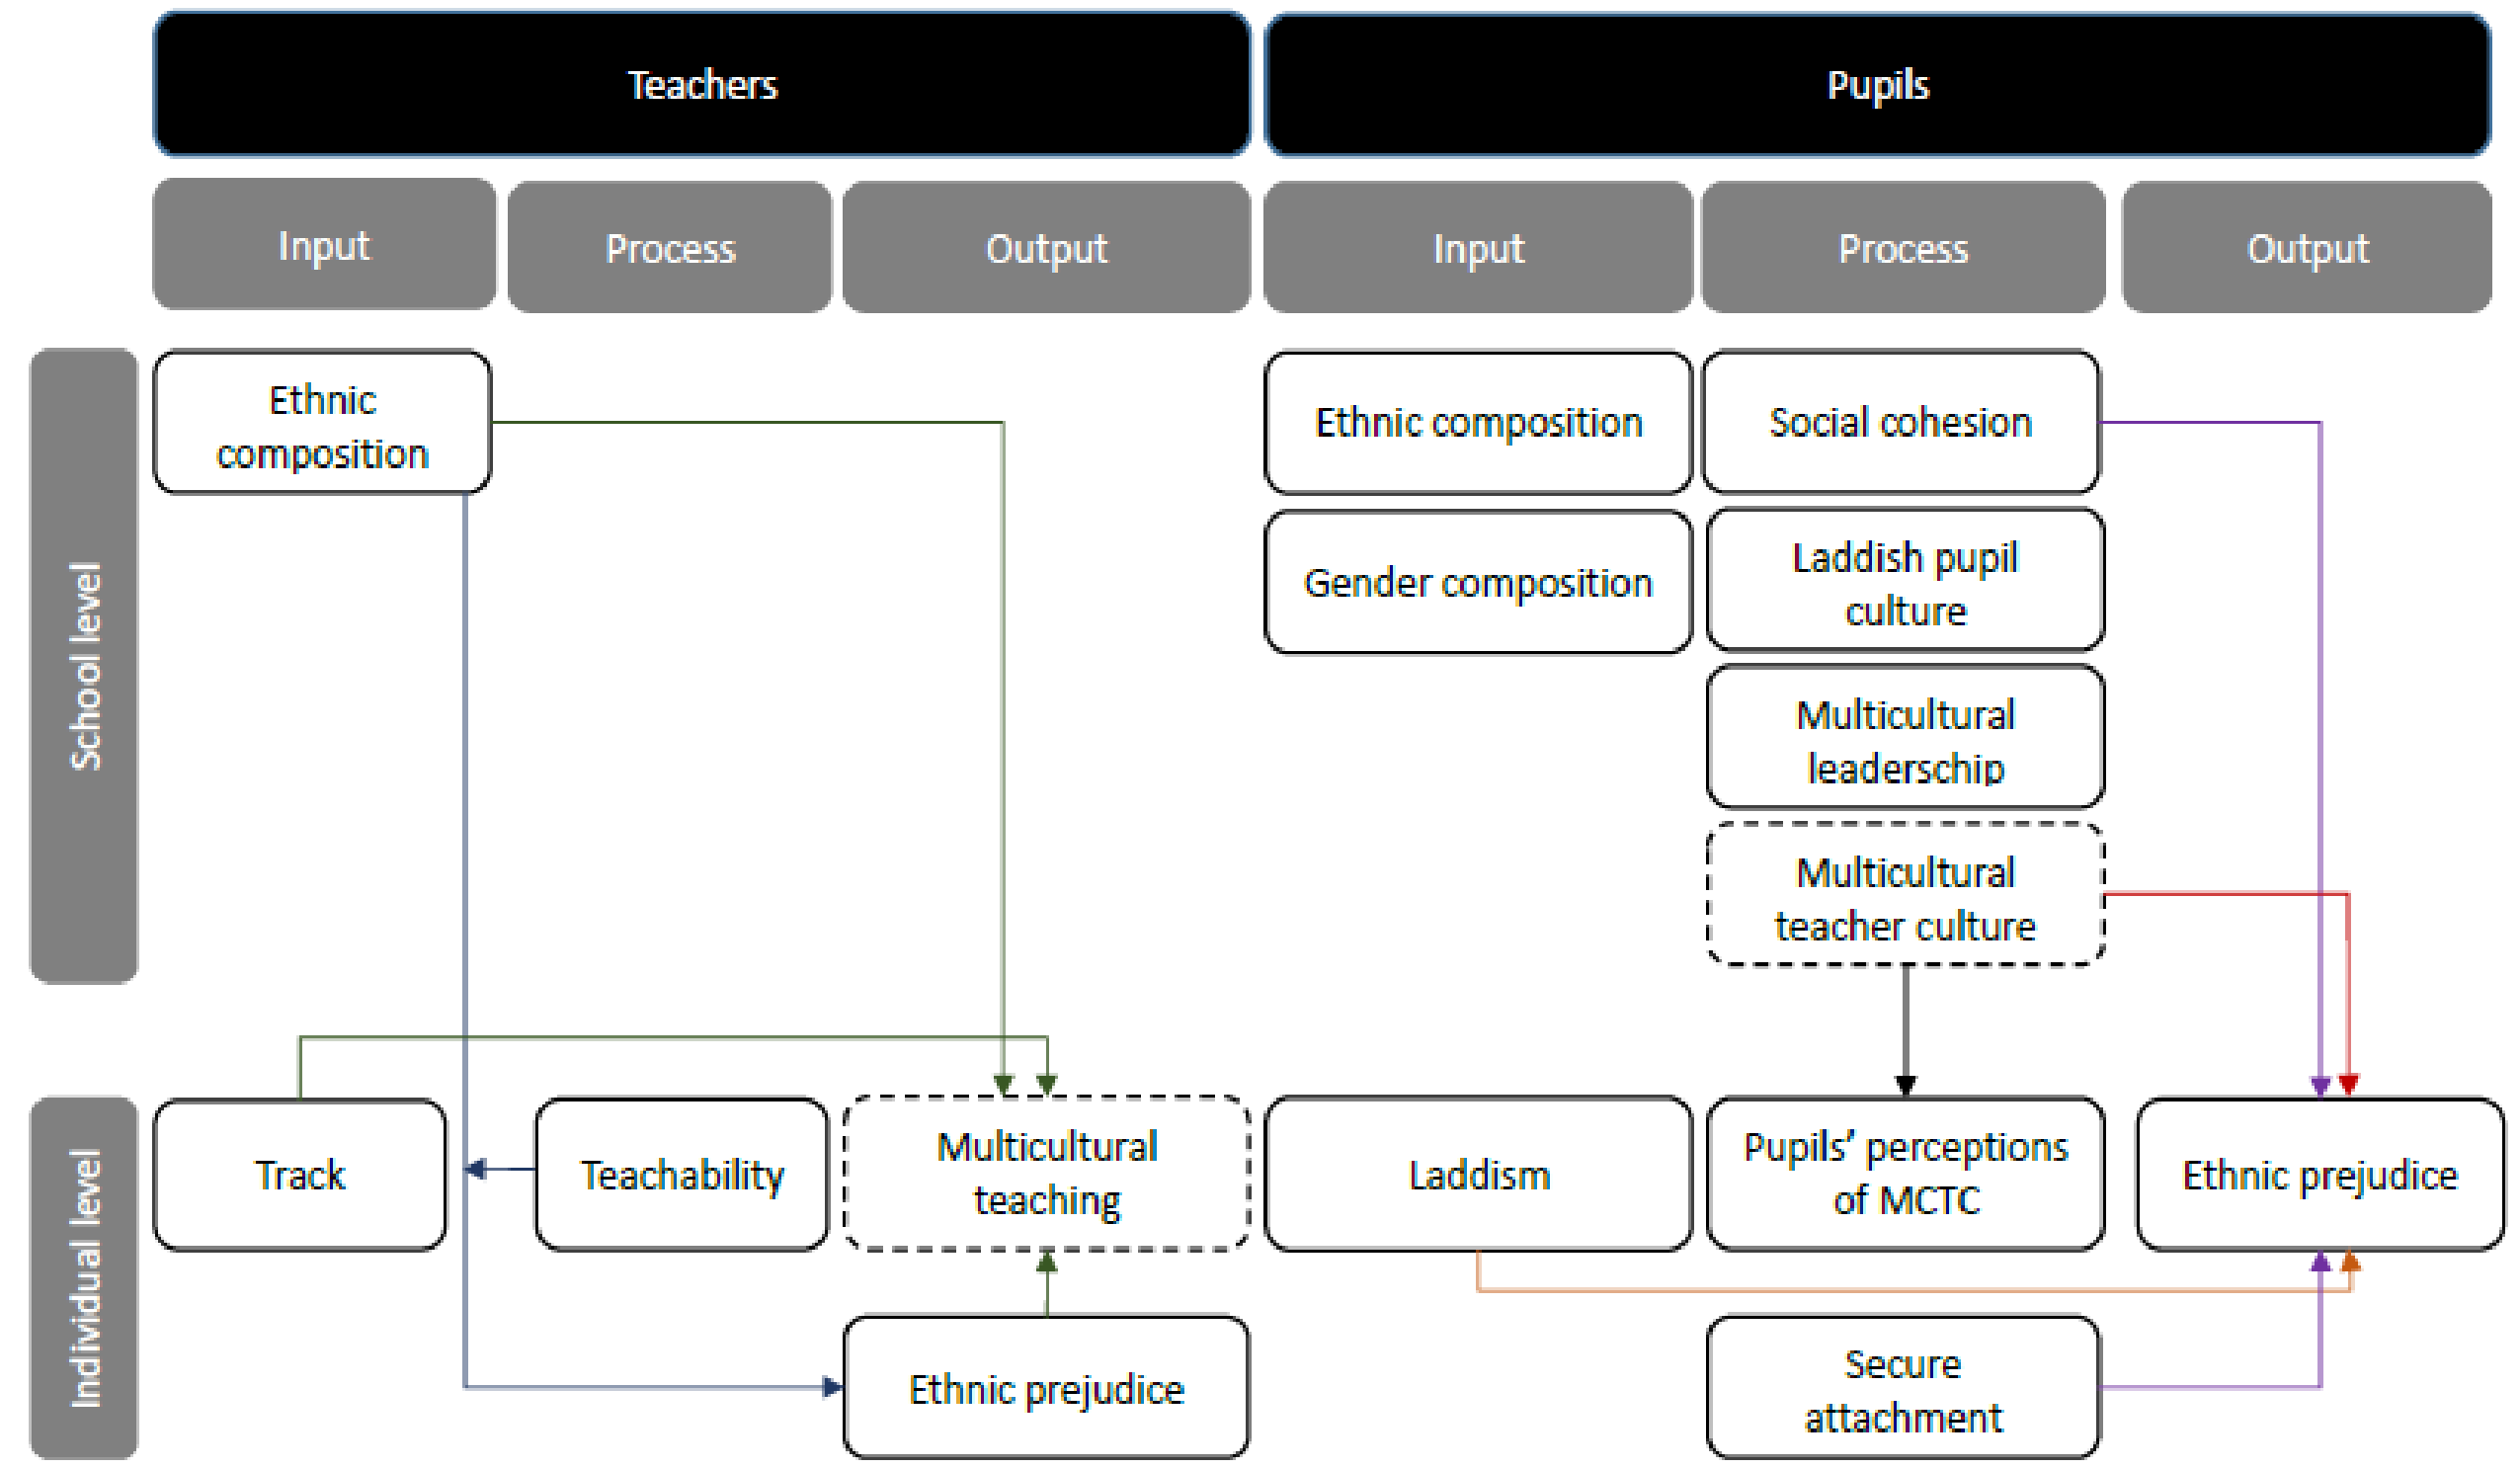 Teachers
Pupils
Input
Process
Output
Input
Process
Output
School level
Ethnic
composition
Ethnic composition
Social cohesion
Gender composition
Laddish pupil
culture
Multicultural
leaderschip
Multicultural
teacher culture
Individual level
Track
Teachability
Multicultural
teaching
Laddism
Pupils’ perceptions
of MCTC
Ethnic prejudice
Ethnic prejudice
Secure
attachment